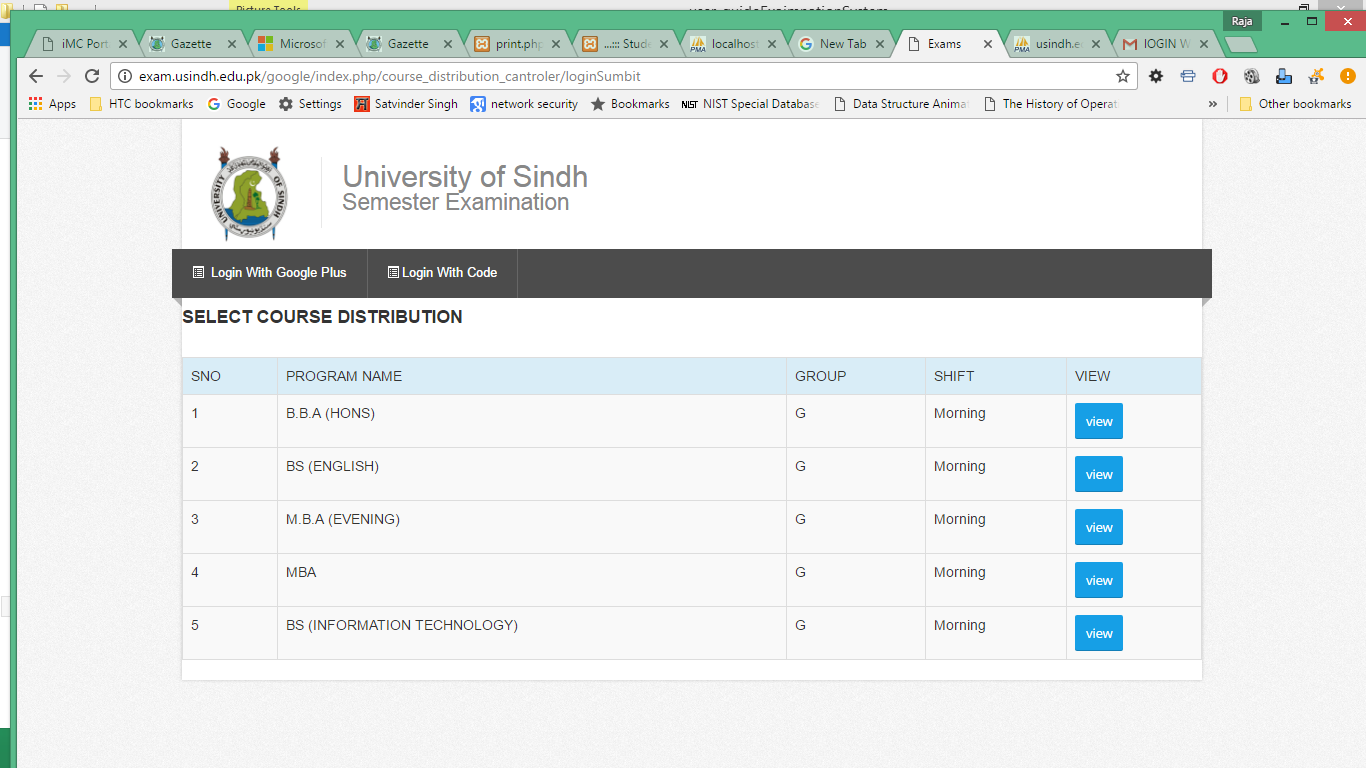 Picture Tools
Raja
iMC Port
Gazette
Microsof
Gazette
print.php
...::: Stude
localhost
New Tab
Exams
usindh.ed
IOGIN W
exam.usindh.edu.pk/google/index.php/course_distribution_cantroler/loginSumbit
Apps
HTC bookmarks
Google
Settings
Satvinder Singh
network security
Bookmarks
NIST NIST Special Database
Data Structure Animat
The History of Operat
»
Other bookmarks
UNIVERSITY OF SINDH
University of Sindh
Semester Examination
Login With Google Plus
Login With Code
SELECT COURSE DISTRIBUTION
SNO PROGRAM NAME GROUP SHIFT VIEW
1 B.B.A (HONS) G Morning view
2 BS (ENGLISH) G Morning view
3 M.B.A (EVENING) G Morning view
4 MBA G Morning view
5 BS (INFORMATION TECHNOLOGY) G Morning view